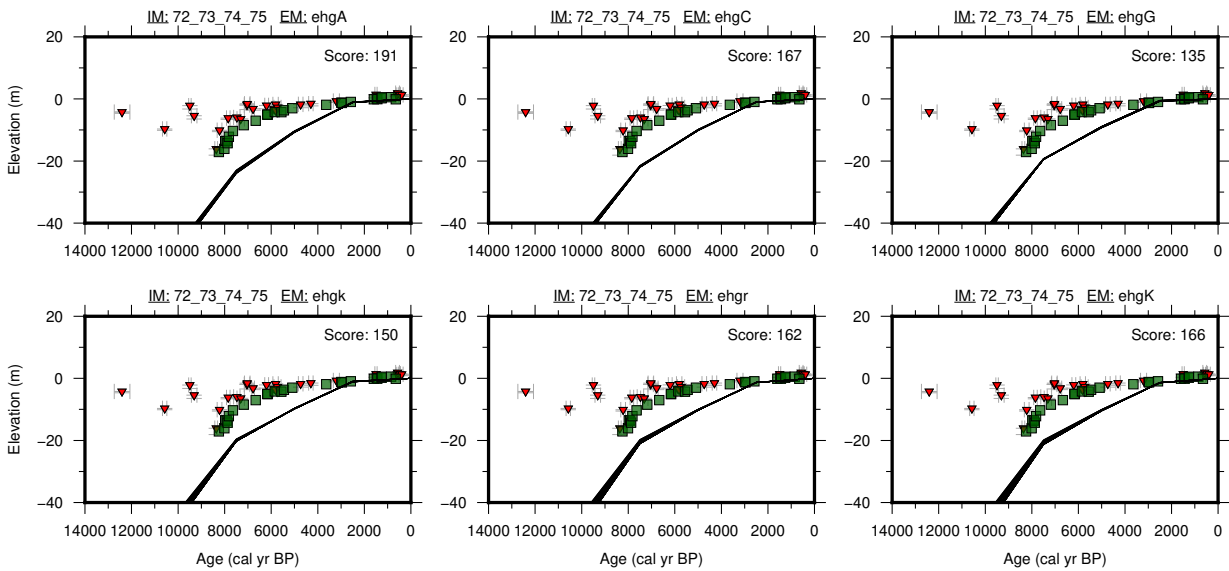 IM: 72_73_74_75 EM: ehgA
IM: 72_73_74_75 EM: ehgC
IM: 72_73_74_75 EM: ehgG
20
0
−20
−40
Elevation (m)
Score: 191
14000 12000 10000 8000 6000 4000 2000 0
20
0
−20
−40
Score: 167
14000 12000 10000 8000 6000 4000 2000 0
20
0
−20
−40
Score: 135
14000 12000 10000 8000 6000 4000 2000 0
IM: 72_73_74_75 EM: ehgk
IM: 72_73_74_75 EM: ehgr
IM: 72_73_74_75 EM: ehgK
20
0
−20
−40
Elevation (m)
Score: 150
14000 12000 10000 8000 6000 4000 2000 0
Age (cal yr BP)
20
0
−20
−40
Score: 162
14000 12000 10000 8000 6000 4000 2000 0
Age (cal yr BP)
20
0
−20
−40
Score: 166
14000 12000 10000 8000 6000 4000 2000 0
Age (cal yr BP)